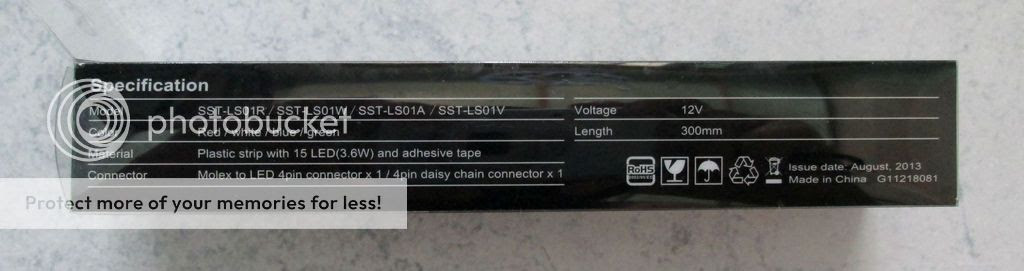 Specification
Model SST-LS01R / SST-LS01W / SST-LS01A / SST-LS01V
Color Red / white / blue / green
Material Plastic strip with 15 LED(3.6W) and adhesive tape
Connector Molex to LED 4pin connector x 1 / 4pin daisy chain connector x 1
Voltage 12V
Length 300mm
RoHS
Issue date: August, 2013
Made in China G11218081
photobucket
Protect more of your memories for less!